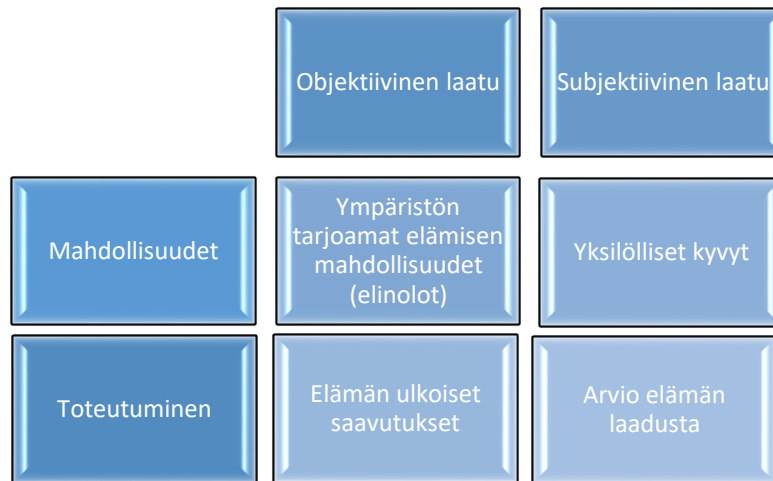 Objektiivinen laatu
Subjektiivinen laatu
Mahdollisuudet
Ympäristön
tarjoamat elämisen
mahdollisuudet
(elinolot)
Yksilölliset kyvyt
Toteutuminen
Elämän ulkoiset
saavutukset
Arvio elämän
laadusta